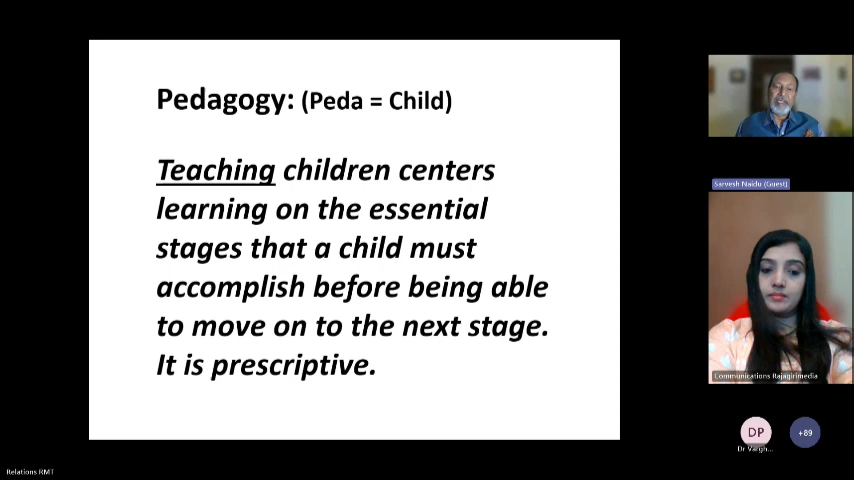 Pedagogy: (Peda = Child)
Teaching children centers
learning on the essential
stages that a child must
accomplish before being able
to move on to the next stage.
It is prescriptive.
Sarvesh Naidu (Guest)
Communications Rajagirimedia
DP
+89
Dr Vargh...
Relations RMT